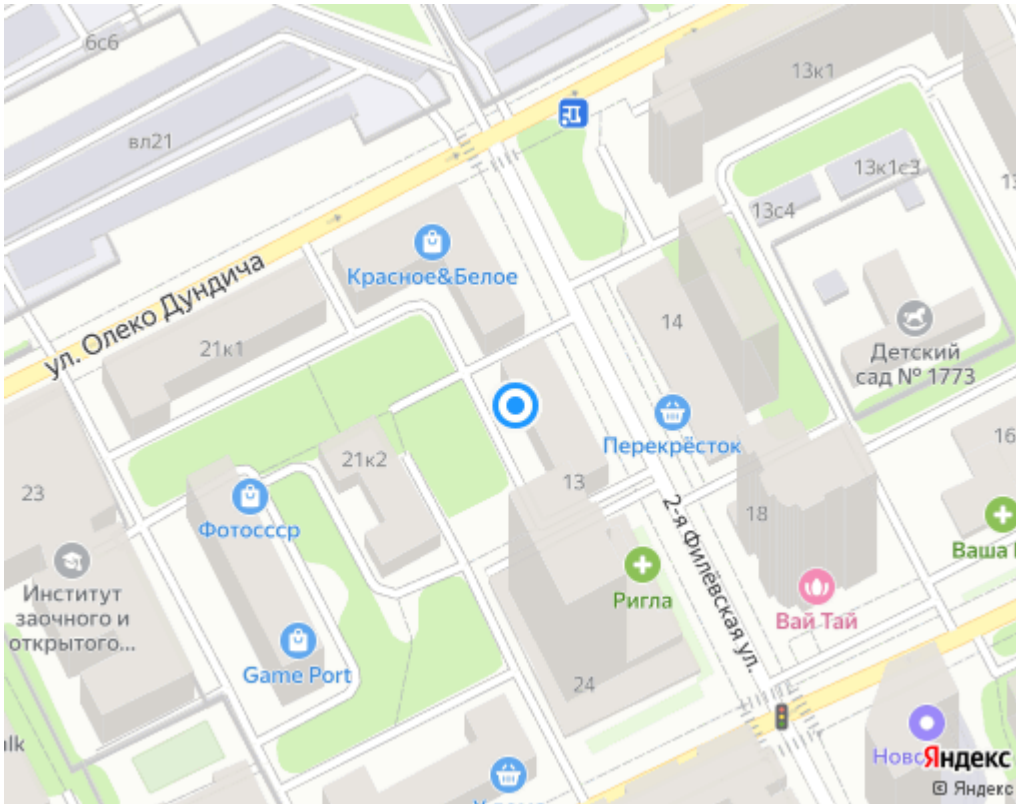 6с6
13к1
вл21
13к1с3
13с4
Красное&Белое
ул. Олеко Дундича
14
21к1
Детский
сад № 1773
Перекрёсток
16
21к2
13
23
18
Фотоссср
2-я Филёвская ул.
Ваша
Институт
заочного и
открытого...
Ригла
Вай Тай
Game Port
24
lk
Яндекс
© Яндекс